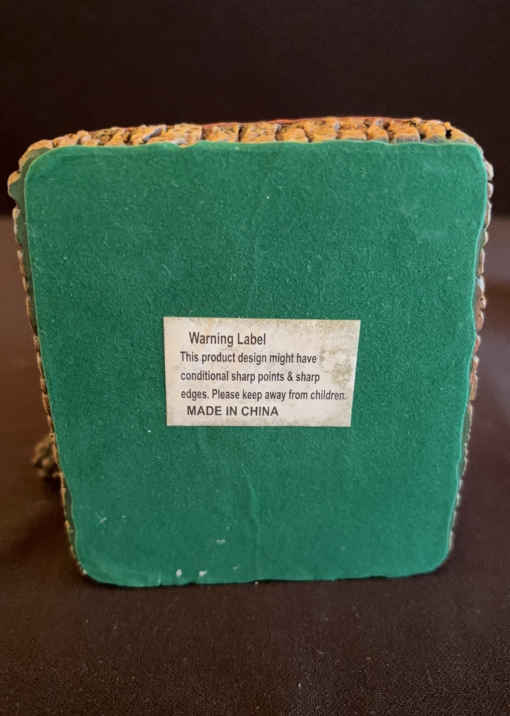 Warning Label
This product design might have
conditional sharp points & sharp
edges. Please keep away from children.
MADE IN CHINA